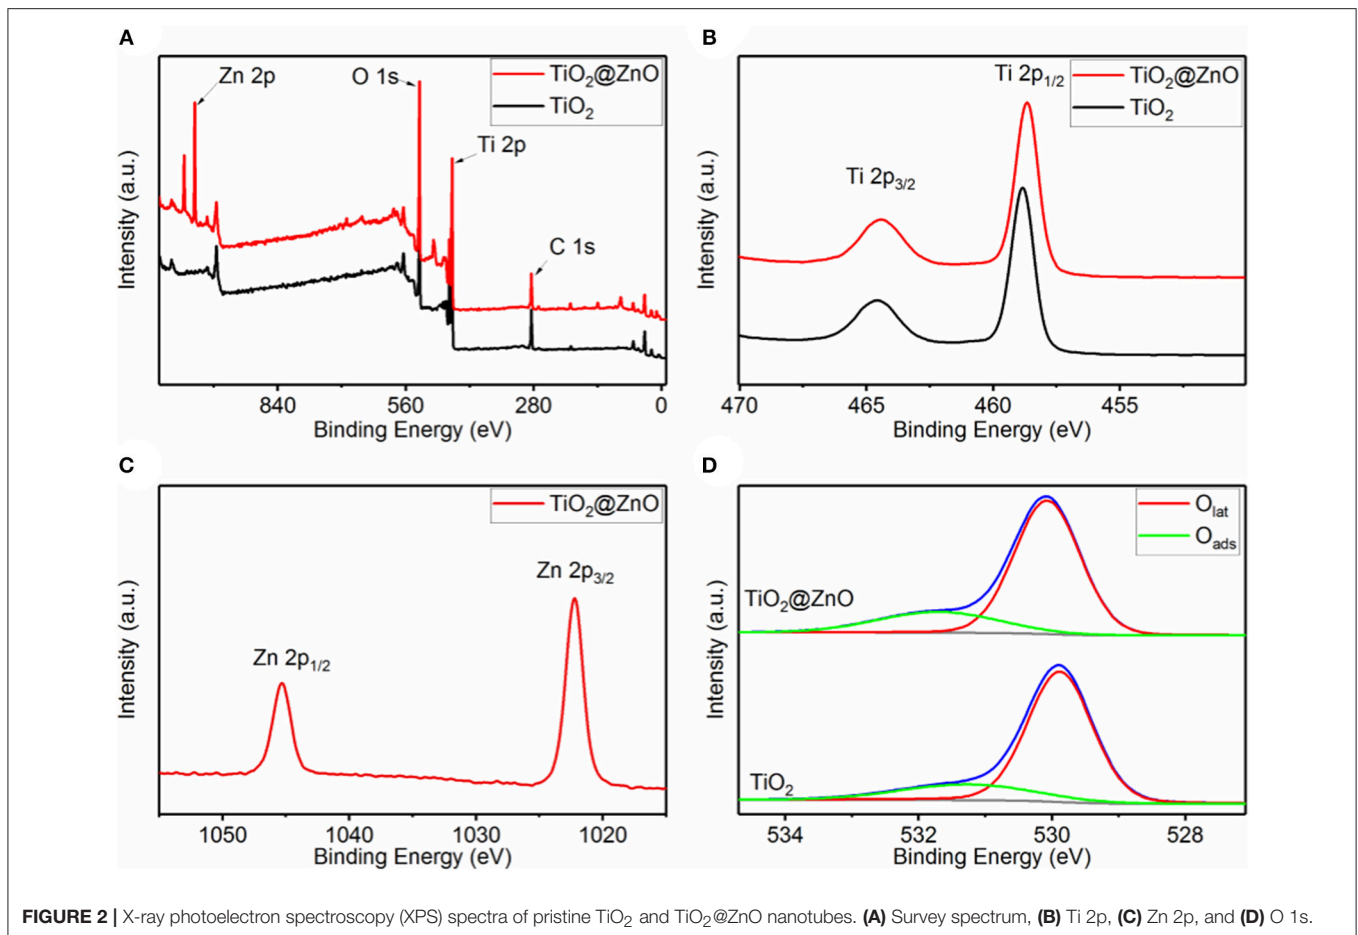 A
Zn 2p
O 1s
TiO2@ZnO
TiO2
Ti 2p
C 1s
Intensity (a.u.)
840 560 280 0
Binding Energy (eV)
B
Ti 2p1/2
TiO2@ZnO
TiO2
Ti 2p3/2
Intensity (a.u.)
470 465 460 455
Binding Energy (eV)
C
TiO2@ZnO
Zn 2p3/2
Zn 2p1/2
Intensity (a.u.)
1050 1040 1030 1020
Binding Energy (eV)
D
Olat
Oads
TiO2@ZnO
TiO2
Intensity (a.u.)
534 532 530 528
Binding Energy (eV)
FIGURE 2 | X-ray photoelectron spectroscopy (XPS) spectra of pristine TiO2 and TiO2@ZnO nanotubes. (A) Survey spectrum, (B) Ti 2p, (C) Zn 2p, and (D) O 1s.